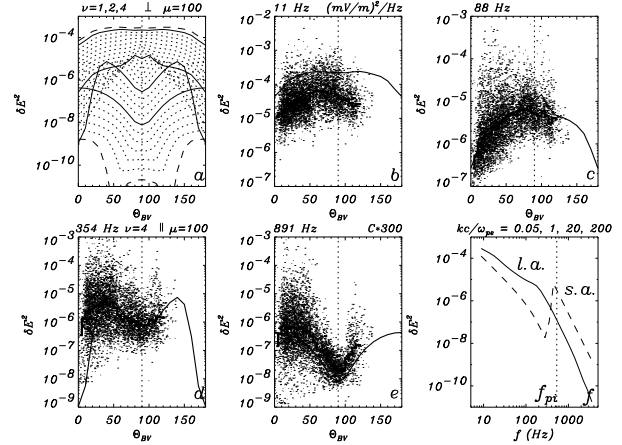 ν=1,2,4 ⊥ μ=100
11 Hz (mV/m)²/Hz
88 Hz
δE²
10⁻⁴
10⁻⁶
10⁻⁸
10⁻¹⁰
0 50 100 150
Θ_BV
a
δE²
10⁻²
10⁻³
10⁻⁴
10⁻⁵
10⁻⁶
10⁻⁷
0 50 100 150
Θ_BV
b
δE²
10⁻³
10⁻⁴
10⁻⁵
10⁻⁶
10⁻⁷
0 50 100 150
Θ_BV
c
354 Hz ν=4 ∥ μ=100
891 Hz C*300
kc/ω_pe = 0.05, 1, 20, 200
δE²
10⁻³
10⁻⁴
10⁻⁵
10⁻⁶
10⁻⁷
10⁻⁸
10⁻⁹
0 50 100 150
Θ_BV
d
δE²
10⁻³
10⁻⁴
10⁻⁵
10⁻⁶
10⁻⁷
10⁻⁸
10⁻⁹
0 50 100 150
Θ_BV
e
δE²
10⁻⁴
10⁻⁶
10⁻⁸
10⁻¹⁰
l.a.
s.a.
f_pi
f
10 100 1000
f (Hz)